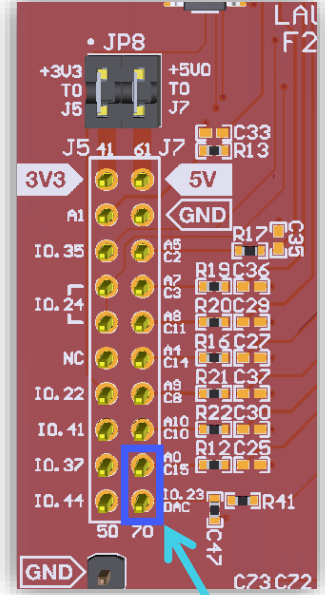 LAU
F2
JP8
+3V3 +5V0
TO TO
J5 J7
C33
R13
J5 41 61 J7
3V3 5V
A1 GND
R17 C35
IO.35 A5 C2
R19 C36
A7 C3
IO.24
R20 C29
A8 C11
R16 C27
NC A4 C14
R21 C37
IO.22 A9 C8
R22 C30
IO.41 A10 C10
R12 C25
IO.37 A0 C15
IO.44 IO.23 DAC
R41
50 70
C47
GND
C73 C72